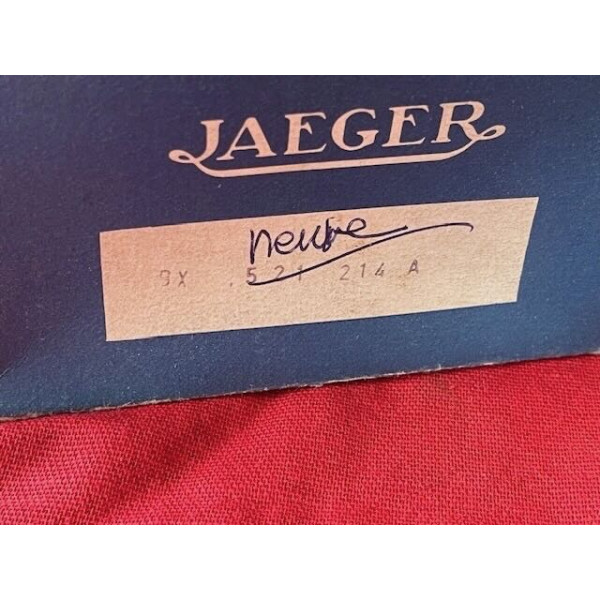 JAEGER
neuve
BX .521 214 A